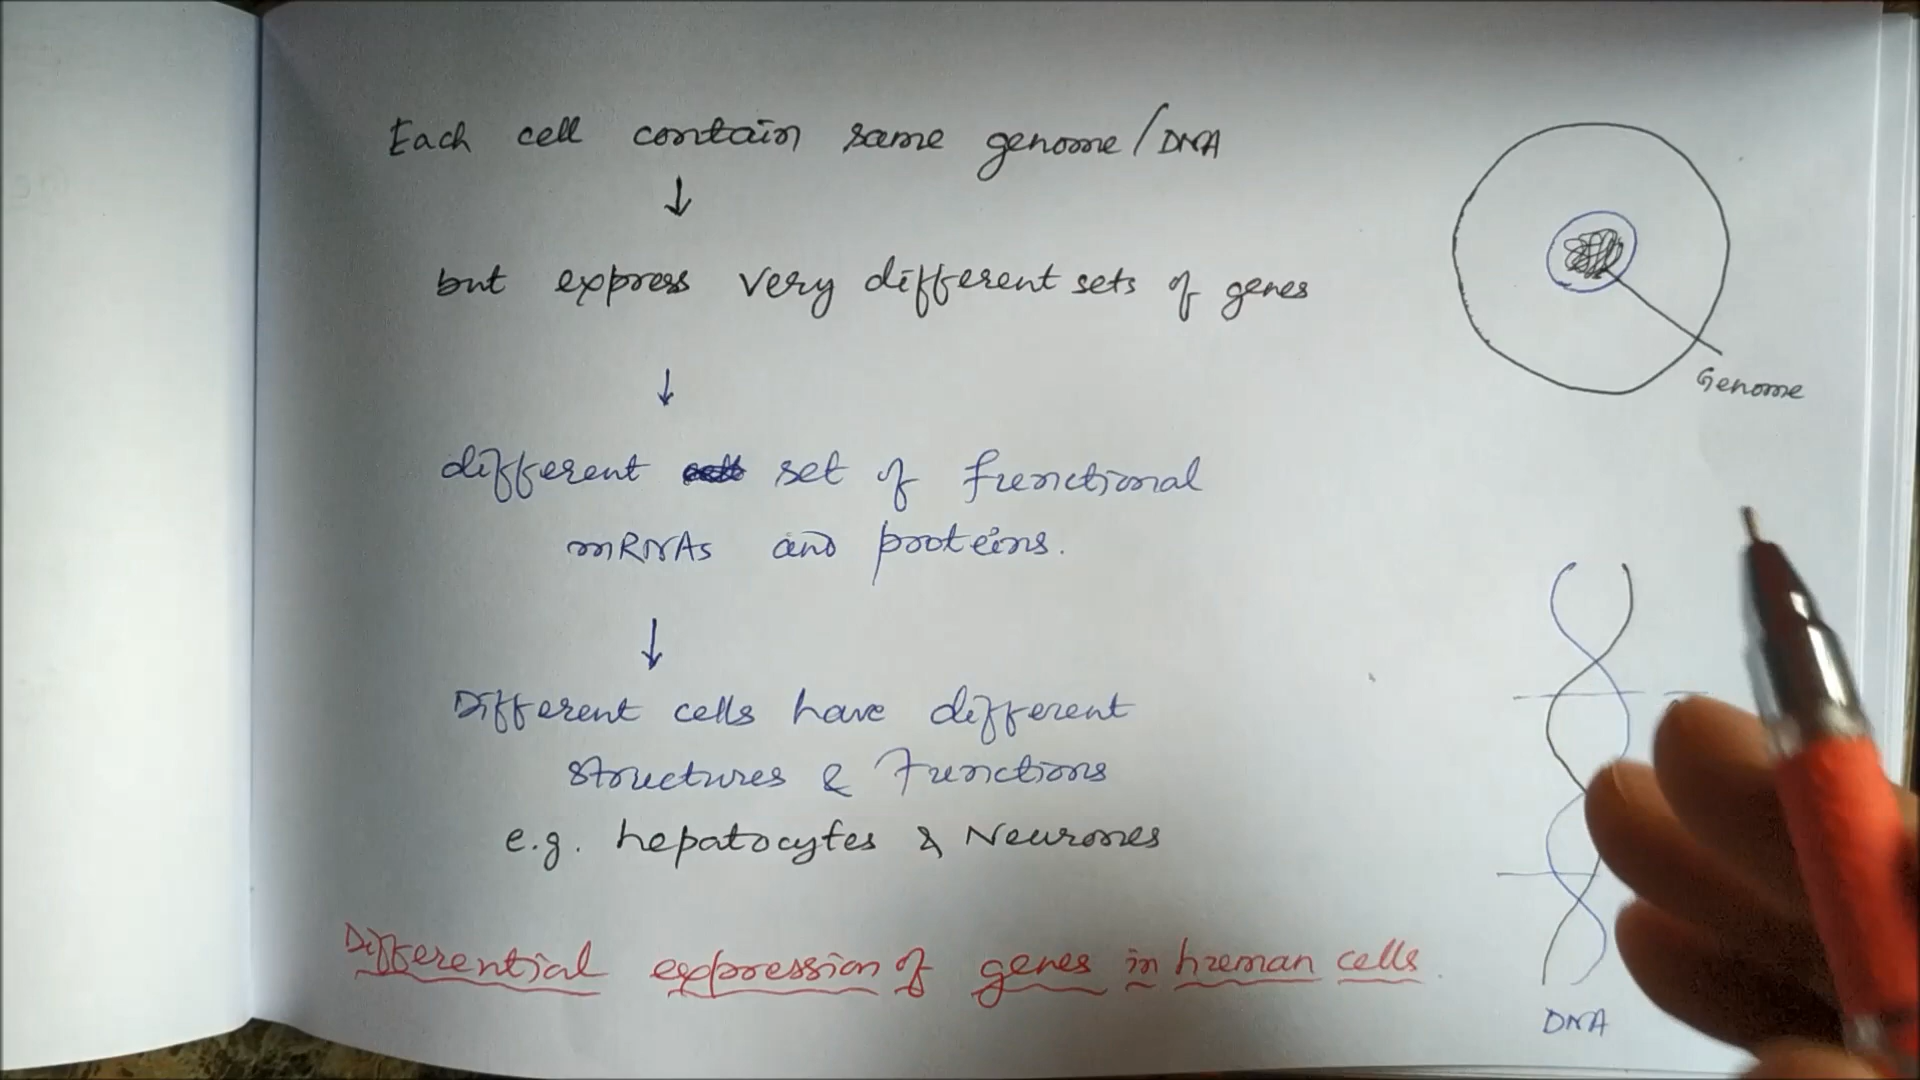 Each cell contain same genome/DNA
↓
but express very different sets of genes
↓
different set of functional
mRNAs and proteins.
↓
Different cells have different
structures & Functions
e.g. hepatocytes & Neurones
Differential expression of genes in human cells.
Genome
DNA